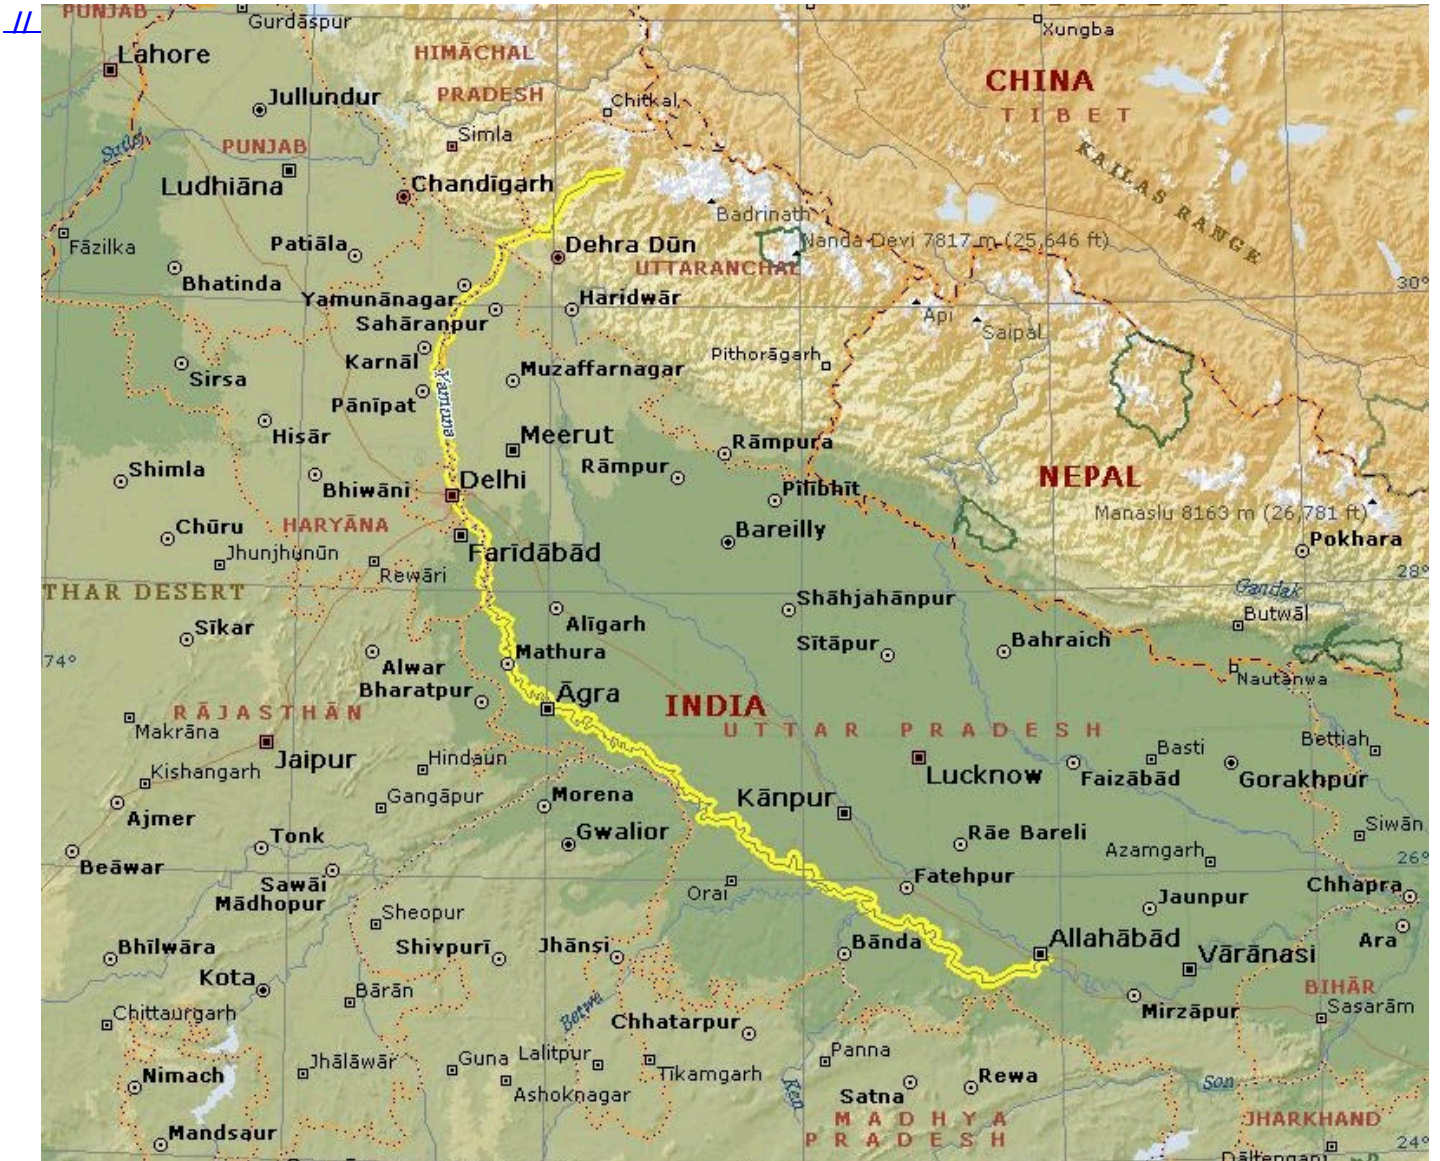 //
PUNJAB
Gurdāspur
Xungba
Lahore
HIMĀCHAL
PRADESH
CHINA
TIBET
Jullundur
Chitkal
Simla
Sutlej
PUNJAB
KAILAS RANGE
Ludhiāna
Chandīgarh
Badrinath
Fāzilka
Patiāla
Dehra Dūn
Nanda Devi 7817 m (25,646 ft)
UTTARANCHAL
Bhatinda
Yamunānagar
Haridwār
30°
Sahāranpur
Api
Saipal
Karnāl
Pithorāgarh
Sirsa
Muzaffarnagar
Yamuna
Pānīpat
Hisār
Meerut
Rāmpura
Shimla
Rāmpur
NEPAL
Bhiwāni
Delhi
Pīlibhīt
Manaslu 8163 m (26,781 ft)
Chūru
HARYĀNA
Bareilly
Pokhara
Jhunjhunūn
Farīdābād
Rewāri
28°
THAR DESERT
Gandak
Shāhjahānpur
Butwāl
Sīkar
Alīgarh
Sītāpur
Bahraich
74°
Mathura
Alwar
Nautanwa
Bharatpur
Āgra
INDIA
RĀJASTHĀN
UTTAR PRADESH
Makrāna
Bettiah
Jaipur
Hindaun
Basti
Kishangarh
Lucknow
Faizābād
Gorakhpur
Gangāpur
Morena
Kānpur
Ajmer
Siwān
Tonk
Gwalior
Rāe Bareli
Azamgarh
Beāwar
26°
Sawāi
Mādhopur
Orai
Fatehpur
Jaunpur
Chhapra
Sheopur
Bhīlwāra
Shivpurī
Jhānsi
Bānda
Allahābād
Ara
Vārānasi
Kota
Bārān
BIHĀR
Betwa
Sasarām
Chittaurgarh
Chhatarpur
Mirzāpur
Jhālāwār
Guna
Lalitpur
Panna
Nimach
Tīkamgarh
Ashoknagar
Ken
Satna
Rewa
Son
MADHYA
PRADESH
JHARKHAND
Mandsaur
24°
Dāltenganj